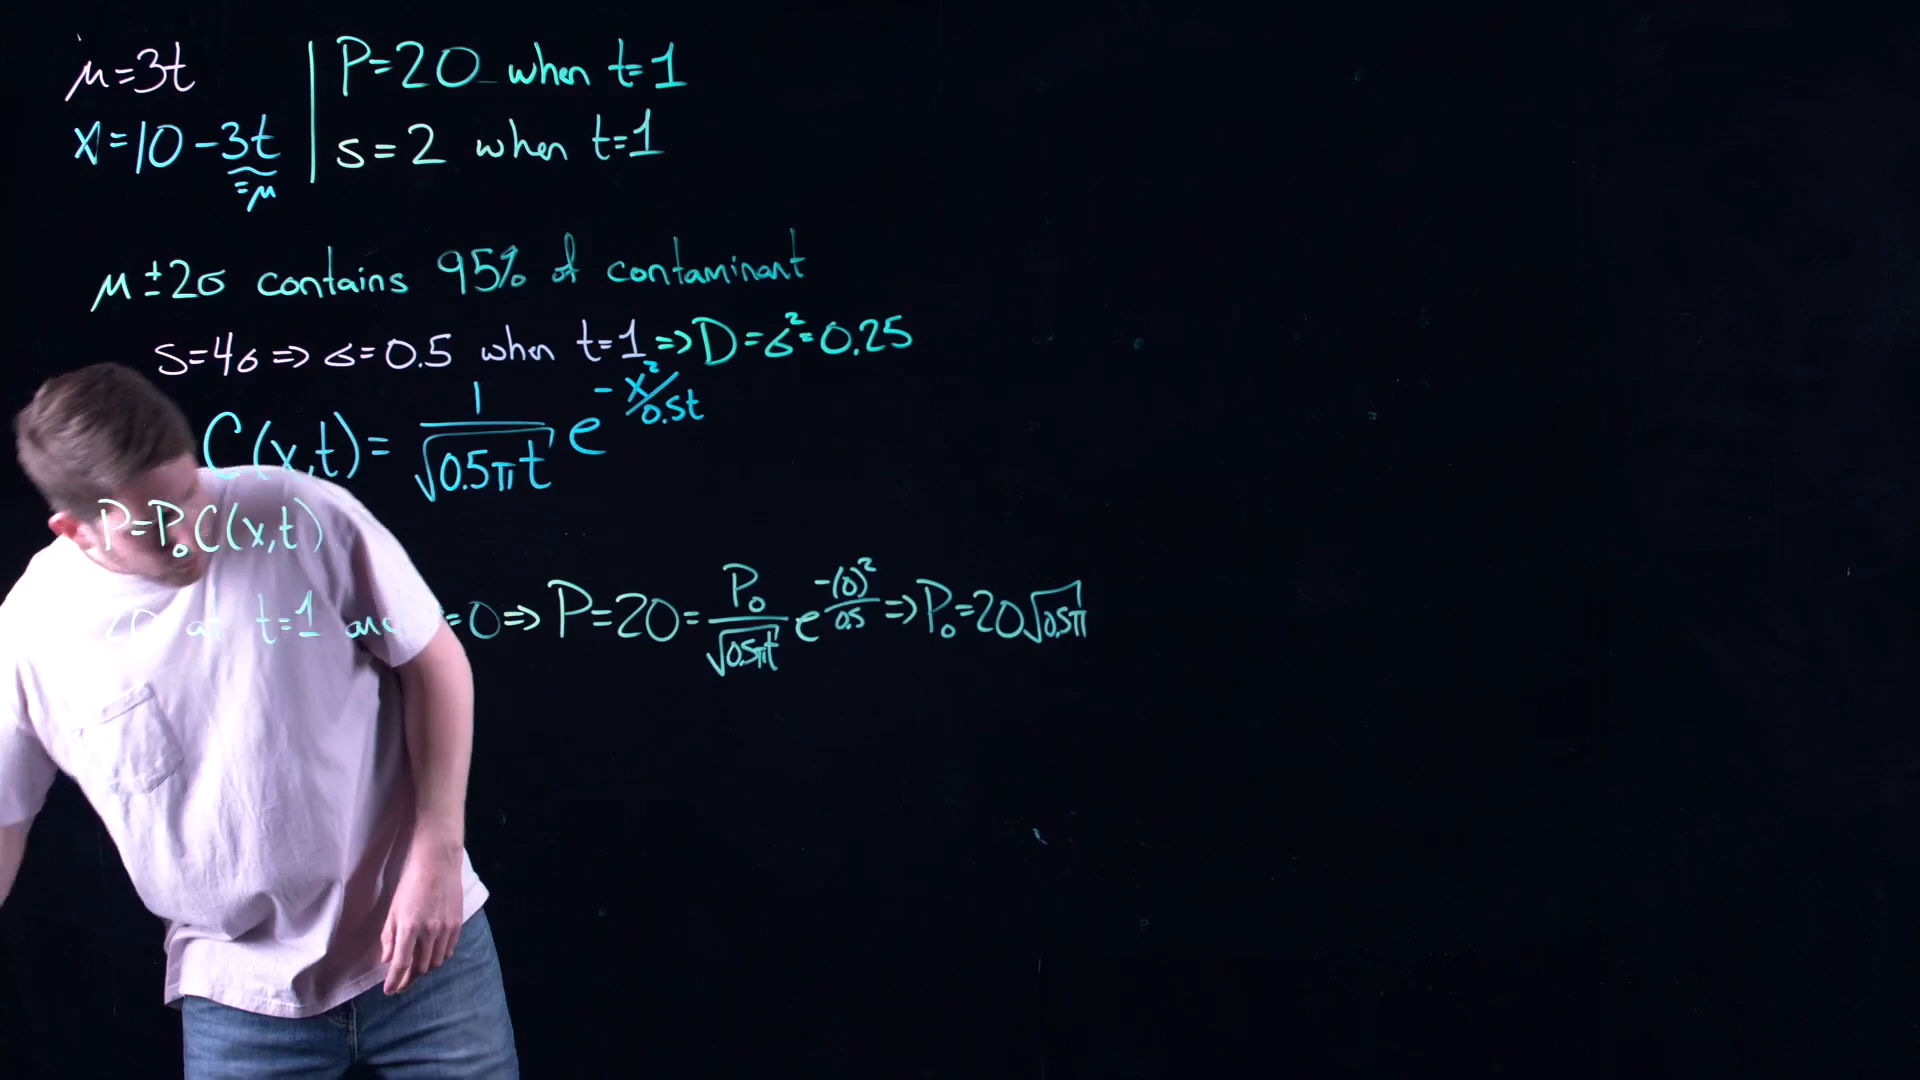 μ=3t
x=10-3t
=μ
P=20 when t=1
s=2 when t=1
μ±2σ contains 95% of contaminant
s=4σ⇒σ=0.5 when t=1⇒D=σ²=0.25
C(x,t)= 1/√(0.5πt) e^(-x²/0.5t)
P=P₀C(x,t)
20 at t=1 =0⇒P=20=P₀/√(0.5πt) e^(-(0)²/0.5)⇒P₀=20√(0.5π)